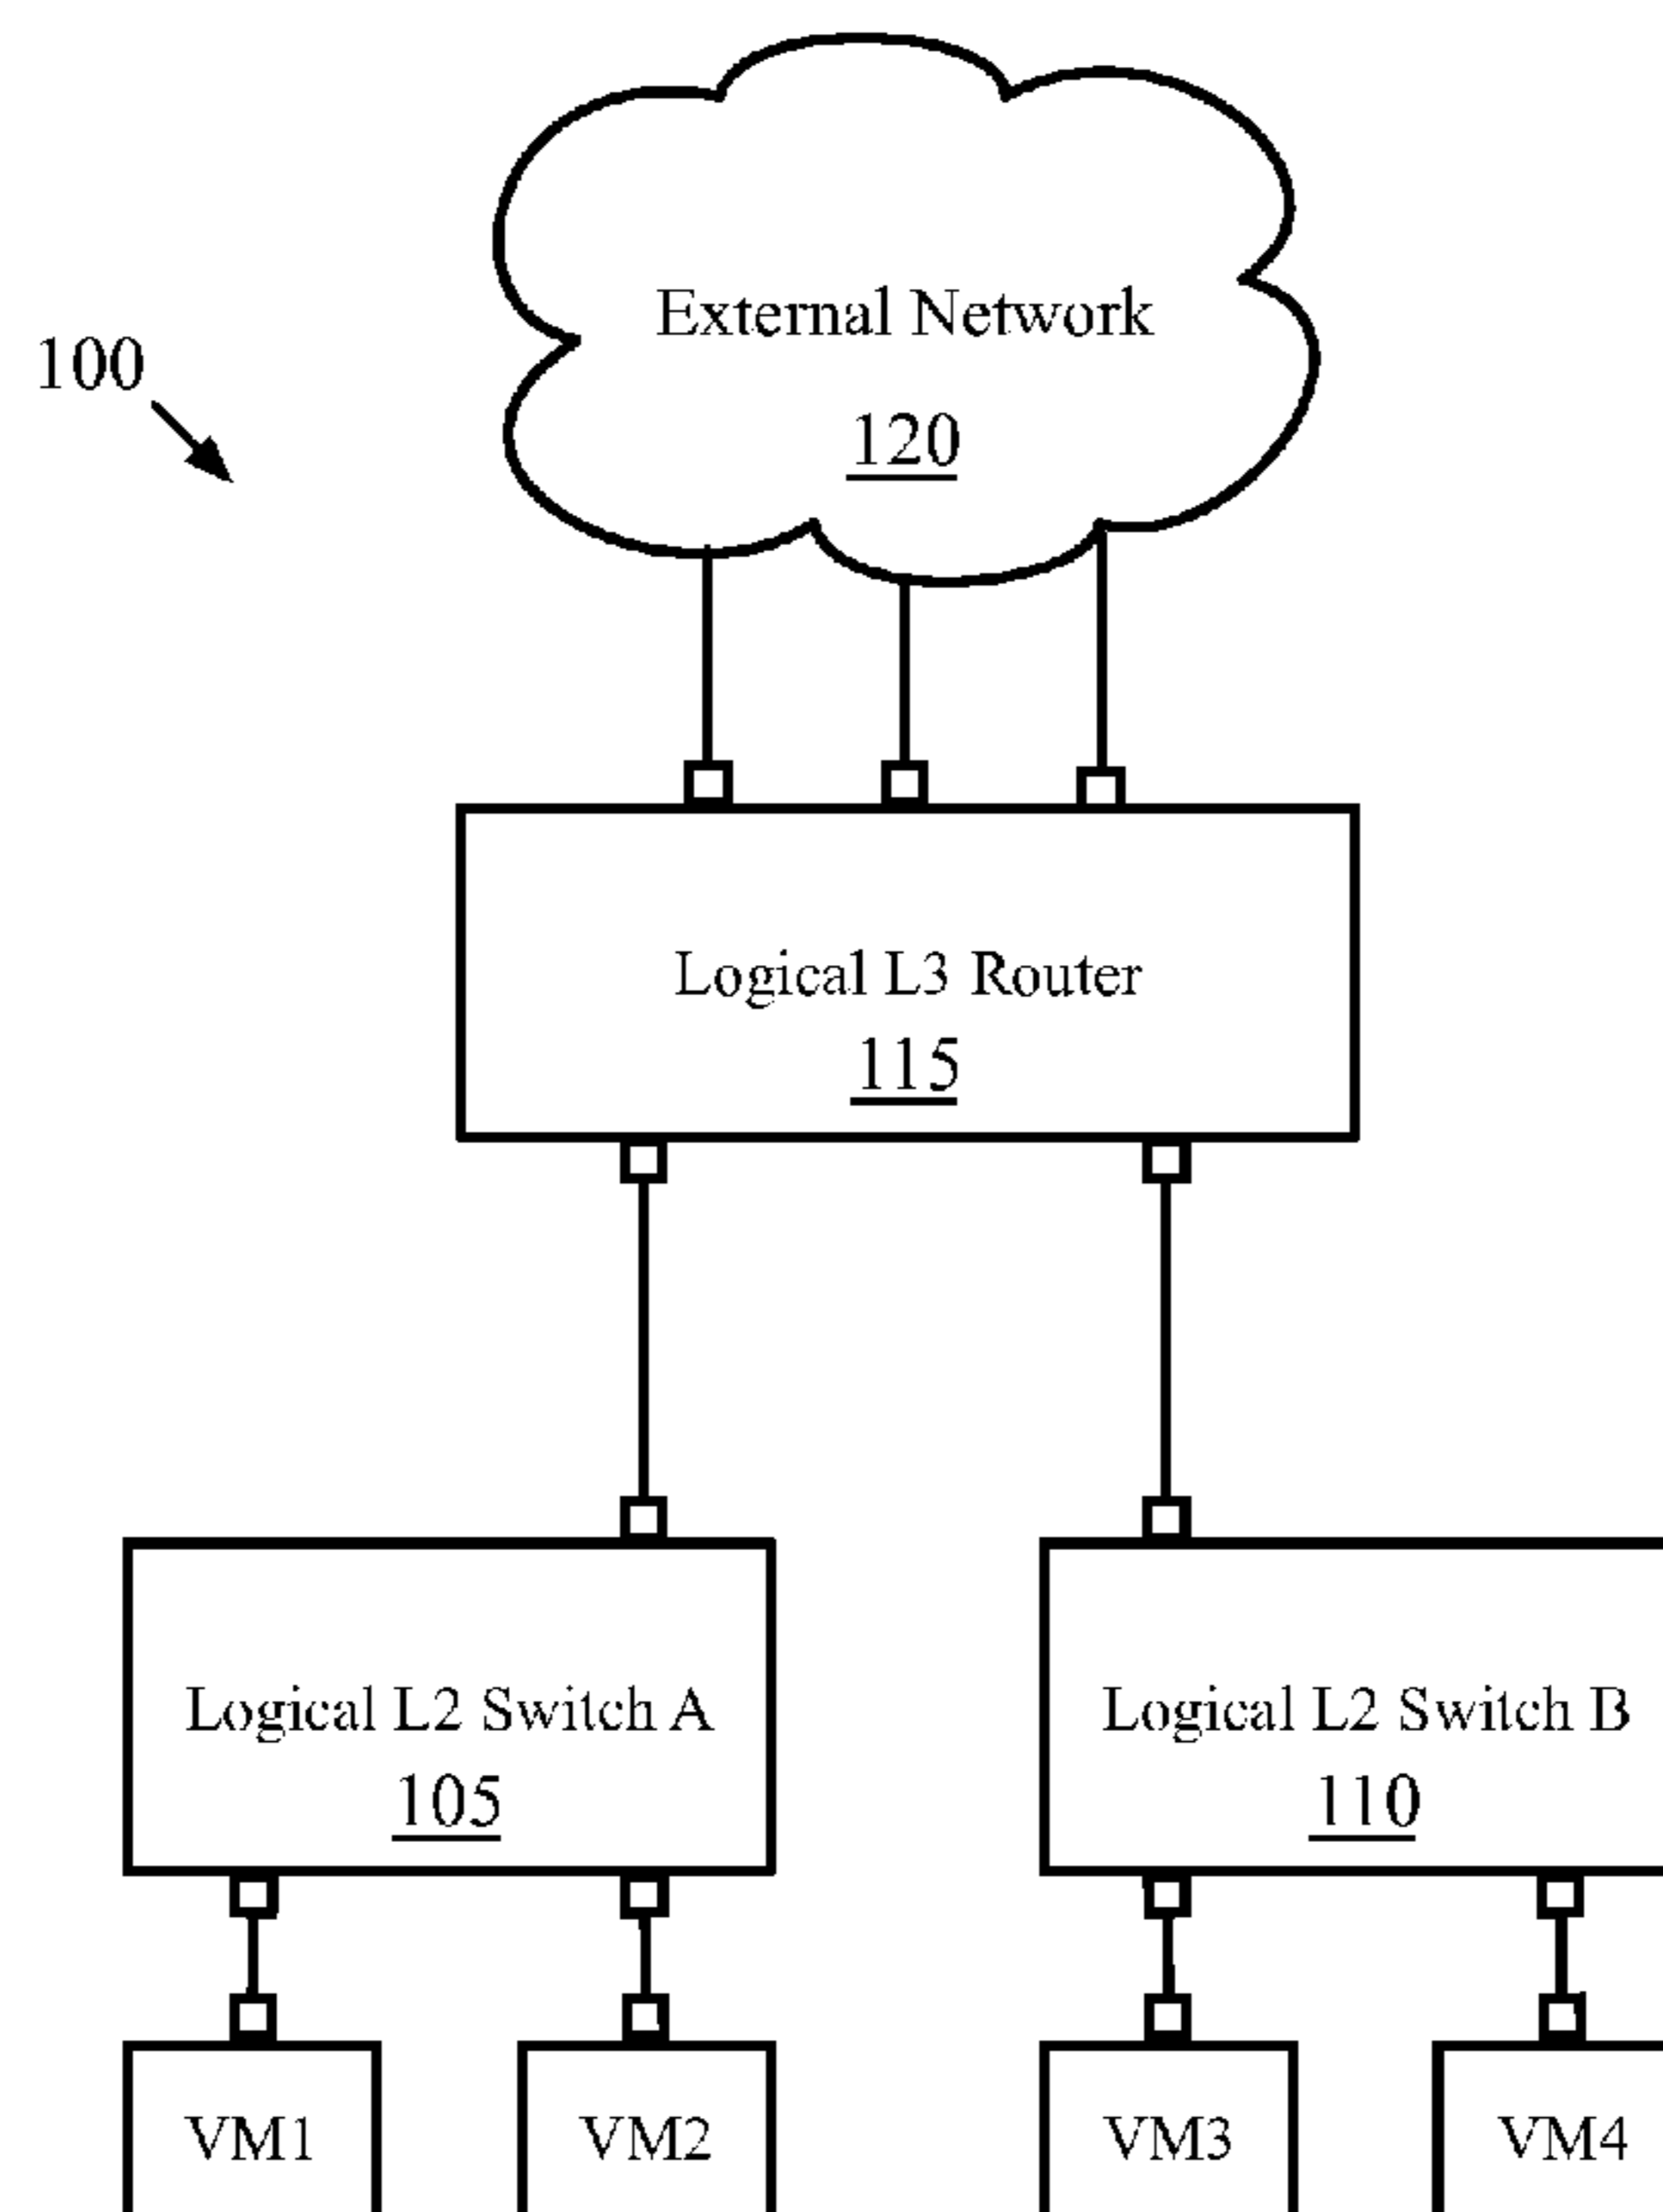 External Network
100
120
Logical L3 Router
115
Logical L2 Switch A
105
Logical L2 Switch B
110
VM1
VM2
VM3
VM4